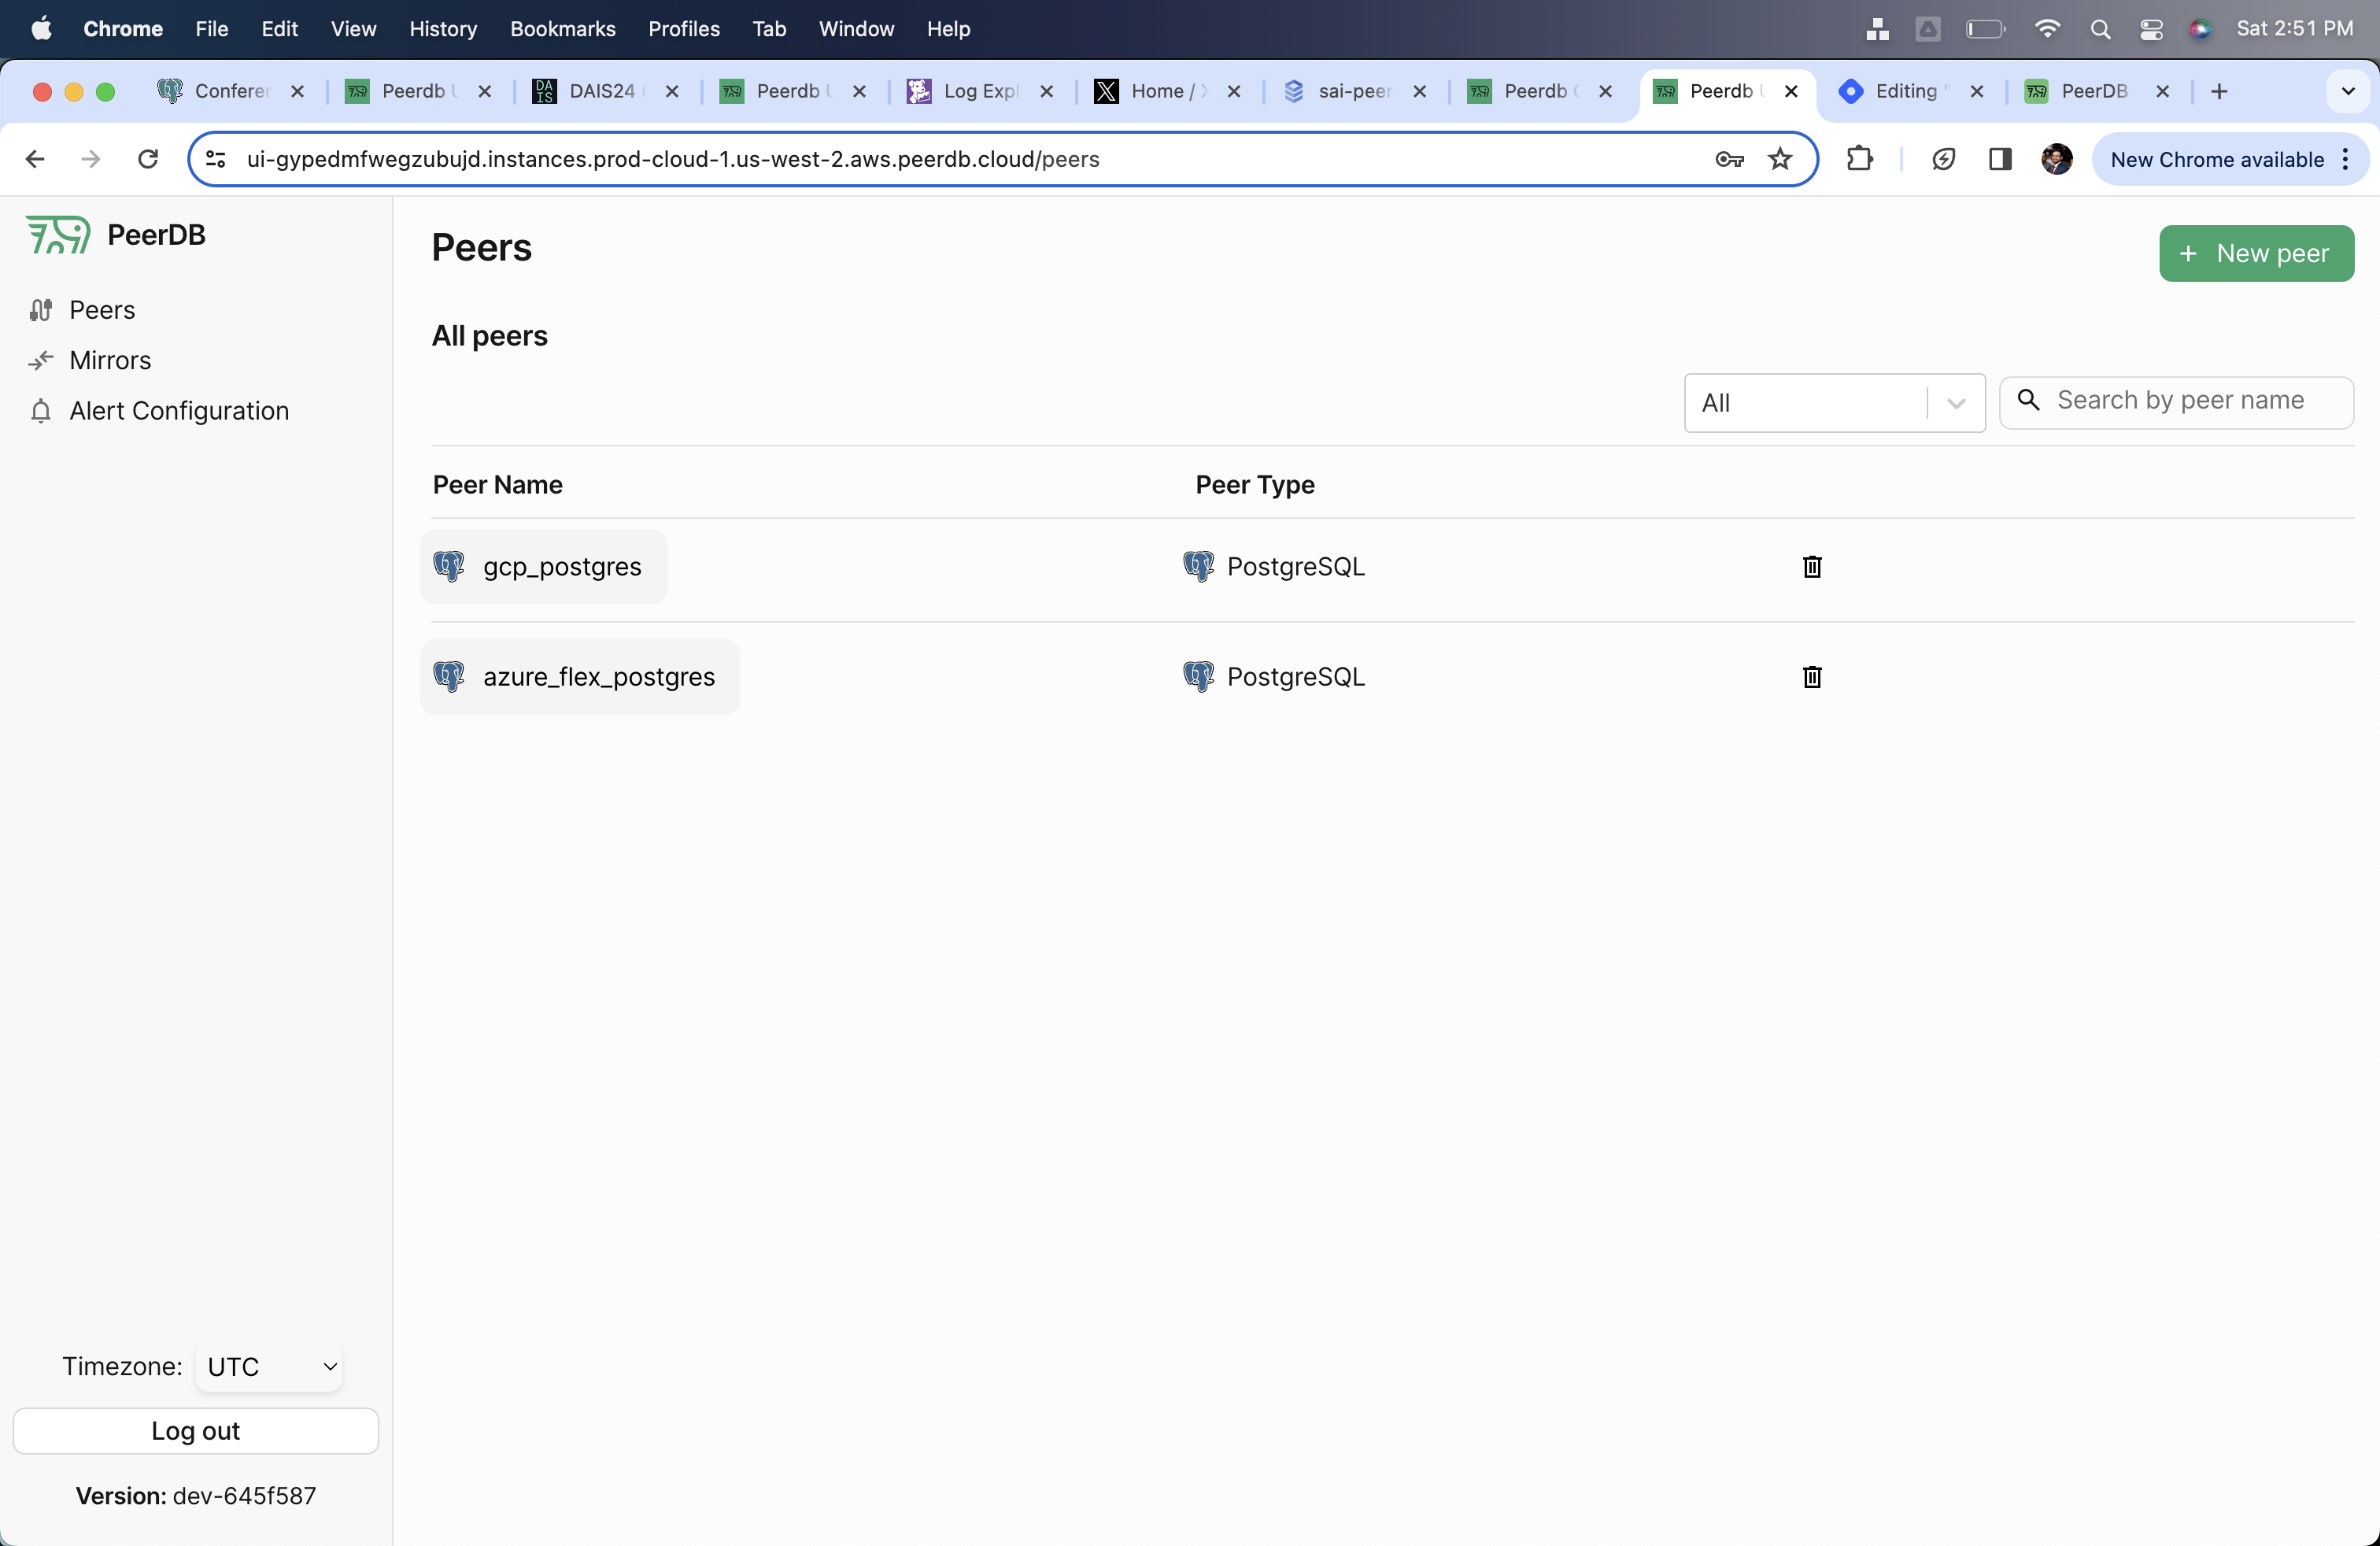 Chrome File Edit View History Bookmarks Profiles Tab Window Help Sat 2:51 PM
Conferen Peerdb DAIS24 Peerdb Log Expl Home / X sai-peer Peerdb Peerdb Editing " PeerDB
ui-gypedmfwegzubujd.instances.prod-cloud-1.us-west-2.aws.peerdb.cloud/peers New Chrome available
PeerDB
Peers
Mirrors
Alert Configuration
Peers
+ New peer
All peers
All Search by peer name
Peer Name Peer Type
gcp_postgres PostgreSQL
azure_flex_postgres PostgreSQL
Timezone: UTC
Log out
Version: dev-645f587